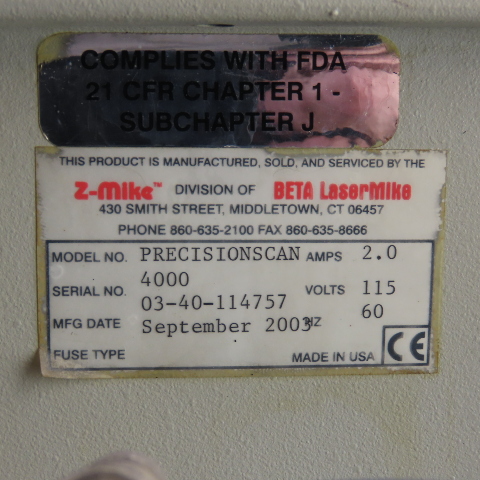 COMPLIES WITH FDA
21 CFR CHAPTER 1 -
SUBCHAPTER J
THIS PRODUCT IS MANUFACTURED, SOLD, AND SERVICED BY THE
Z-Mike™ DIVISION OF BETA LaserMike
430 SMITH STREET, MIDDLETOWN, CT 06457
PHONE 860-635-2100 FAX 860-635-8666
MODEL NO. PRECISIONSCAN AMPS 2.0
4000
SERIAL NO. 03-40-114757 VOLTS 115
MFG DATE September 2003 HZ 60
FUSE TYPE MADE IN USA CE